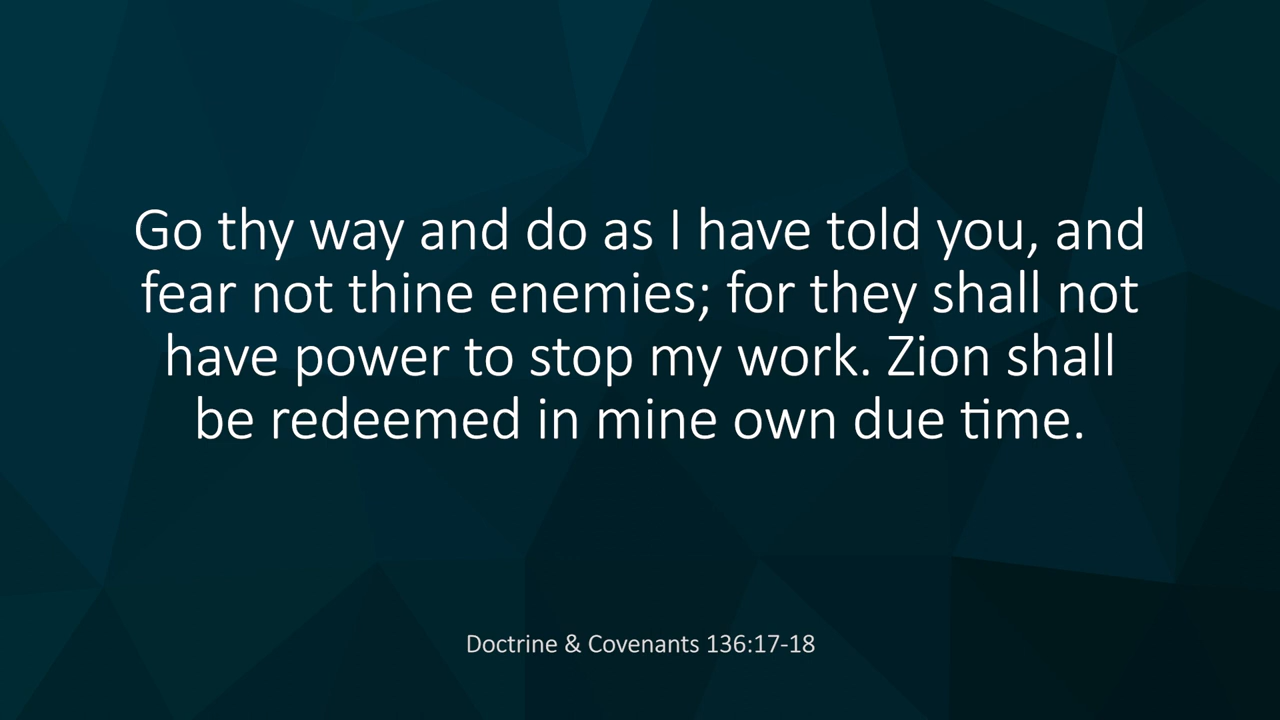 Go thy way and do as I have told you, and
fear not thine enemies; for they shall not
have power to stop my work. Zion shall
be redeemed in mine own due time.
Doctrine & Covenants 136:17-18